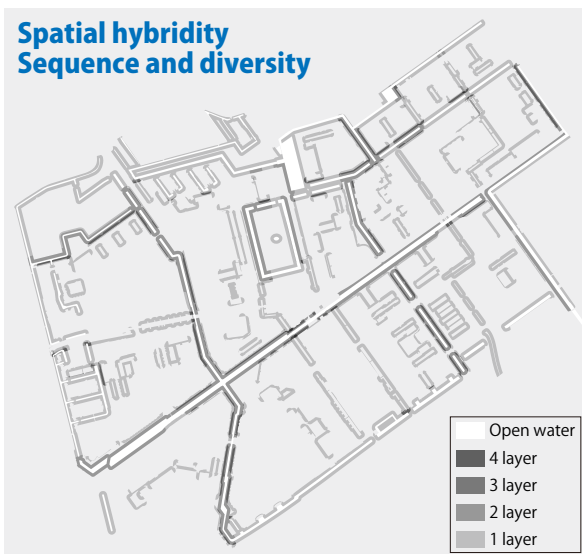 Spatial hybridity
Sequence and diversity
Open water
4 layer
3 layer
2 layer
1 layer